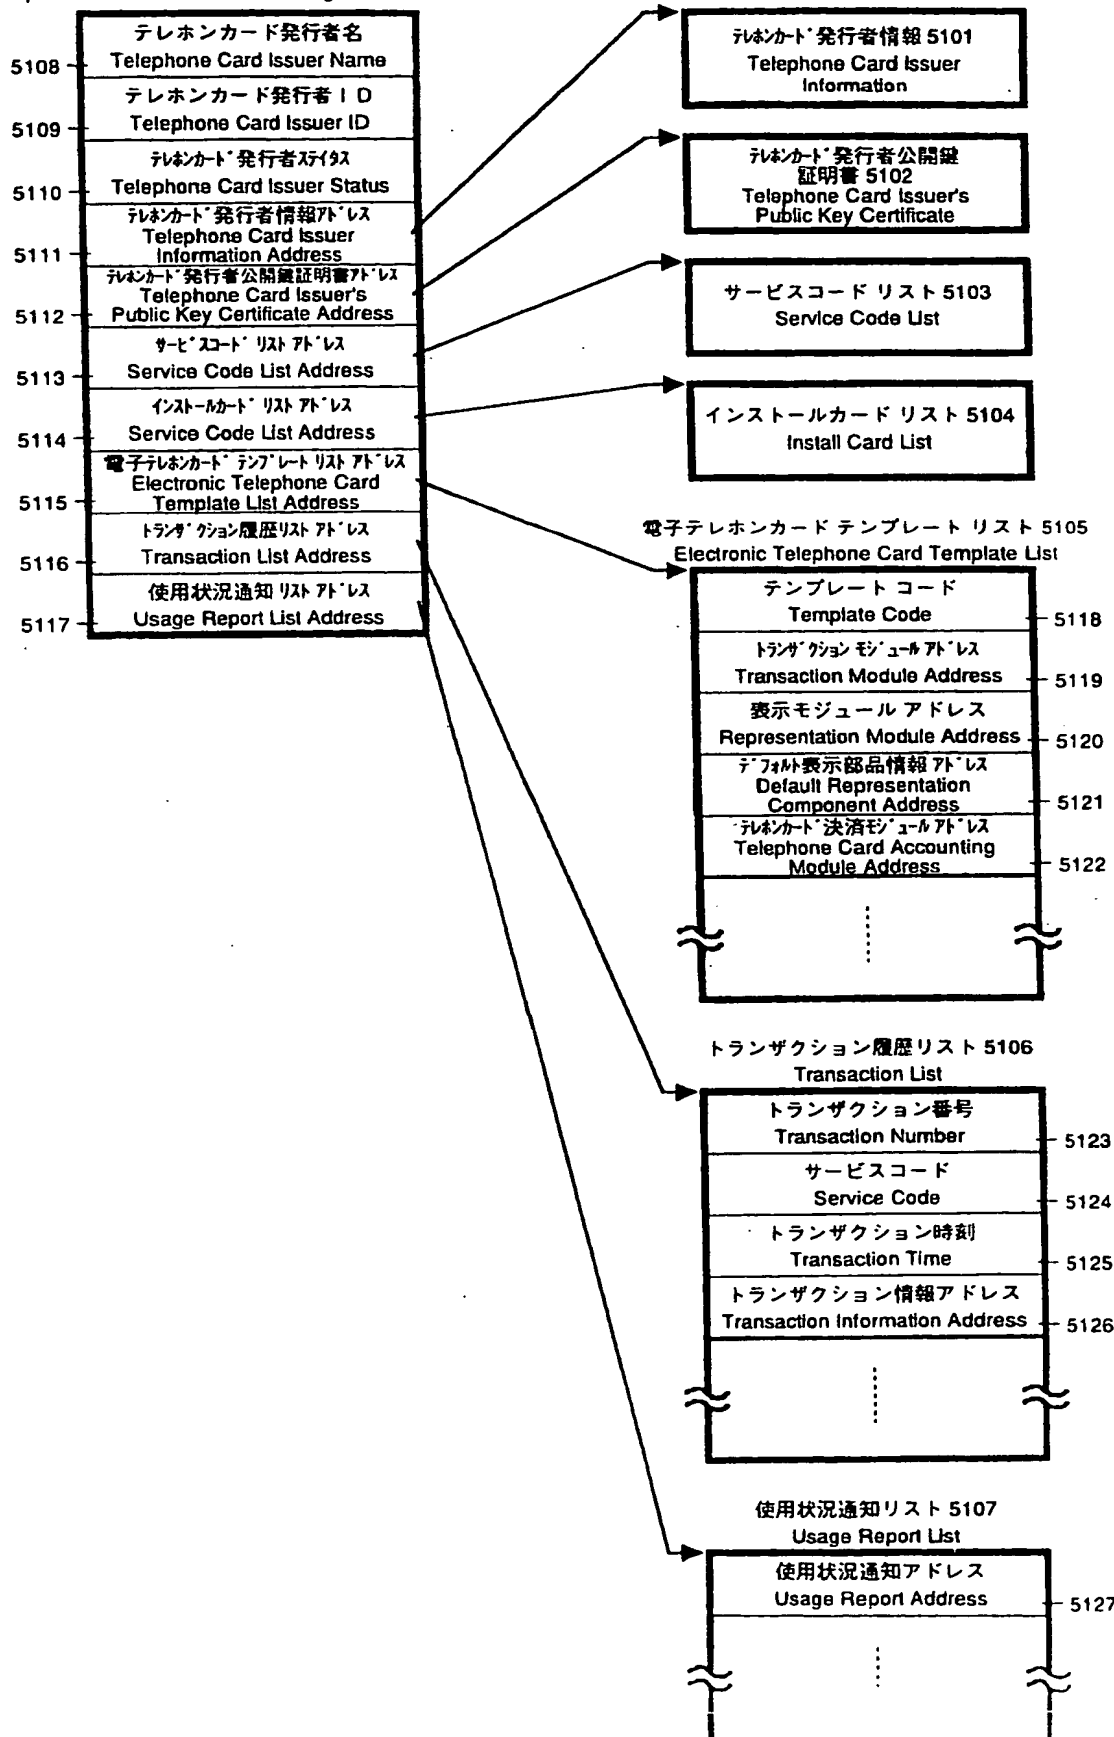 テレホンカード発行者名
5108
Telephone Card Issuer Name
テレホンカード発行者ID
5109
Telephone Card Issuer ID
テレホンカード発行者ステイタス
5110
Telephone Card Issuer Status
テレホンカード発行者情報アドレス
Telephone Card Issuer
5111
Information Address
テレホンカード発行者公開鍵証明書アドレス
Telephone Card Issuer's
5112
Public Key Certificate Address
サービスコード リスト アドレス
5113
Service Code List Address
インストールカード リスト アドレス
5114
Service Code List Address
電子テレホンカード テンプレート リスト アドレス
Electronic Telephone Card
5115
Template List Address
トランザクション履歴リスト アドレス
5116
Transaction List Address
使用状況通知リスト アドレス
5117
Usage Report List Address
テレホンカード発行者情報 5101
Telephone Card Issuer
Information
テレホンカード発行者公開鍵
証明書 5102
Telephone Card Issuer's
Public Key Certificate
サービスコード リスト 5103
Service Code List
インストールカード リスト 5104
Install Card List
電子テレホンカード テンプレート リスト 5105
Electronic Telephone Card Template List
テンプレート コード
Template Code
5118
トランザクション モジュール アドレス
Transaction Module Address
5119
表示モジュール アドレス
Representation Module Address
5120
デフォルト表示部品情報 アドレス
Default Representation
Component Address
5121
テレホンカード決済モジュール アドレス
Telephone Card Accounting
Module Address
5122
トランザクション履歴リスト 5106
Transaction List
トランザクション番号
Transaction Number
5123
サービスコード
Service Code
5124
トランザクション時刻
Transaction Time
5125
トランザクション情報アドレス
Transaction Information Address
5126
使用状況通知リスト 5107
Usage Report List
使用状況通知アドレス
Usage Report Address
5127